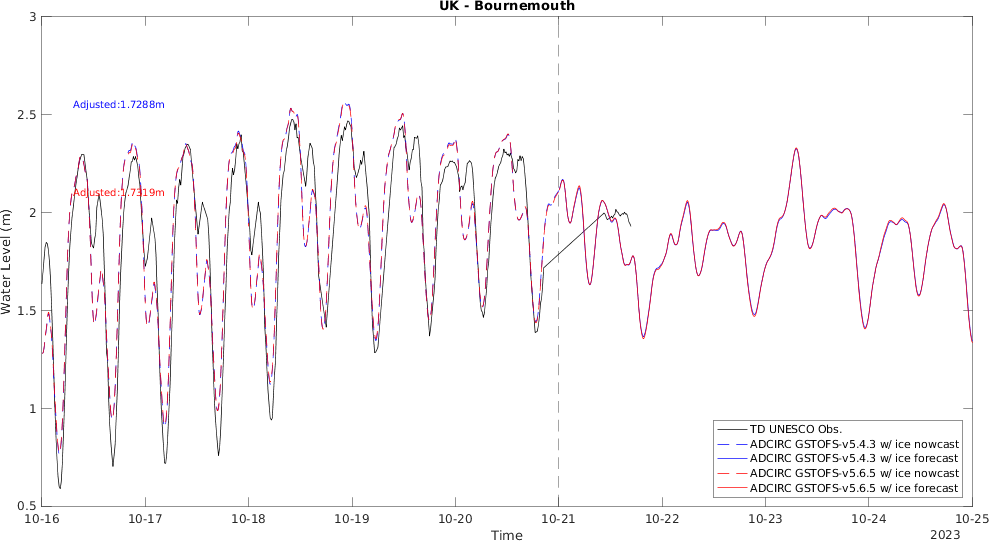 UK - Bournemouth
3
2.5
2
1.5
1
0.5
Water Level (m)
Adjusted:1.7288m
Adjusted:1.7319m
TD UNESCO Obs.
ADCIRC GSTOFS-v5.4.3 w/ ice nowcast
ADCIRC GSTOFS-v5.4.3 w/ ice forecast
ADCIRC GSTOFS-v5.6.5 w/ ice nowcast
ADCIRC GSTOFS-v5.6.5 w/ ice forecast
10-16 10-17 10-18 10-19 10-20 10-21 10-22 10-23 10-24 10-25
Time
2023